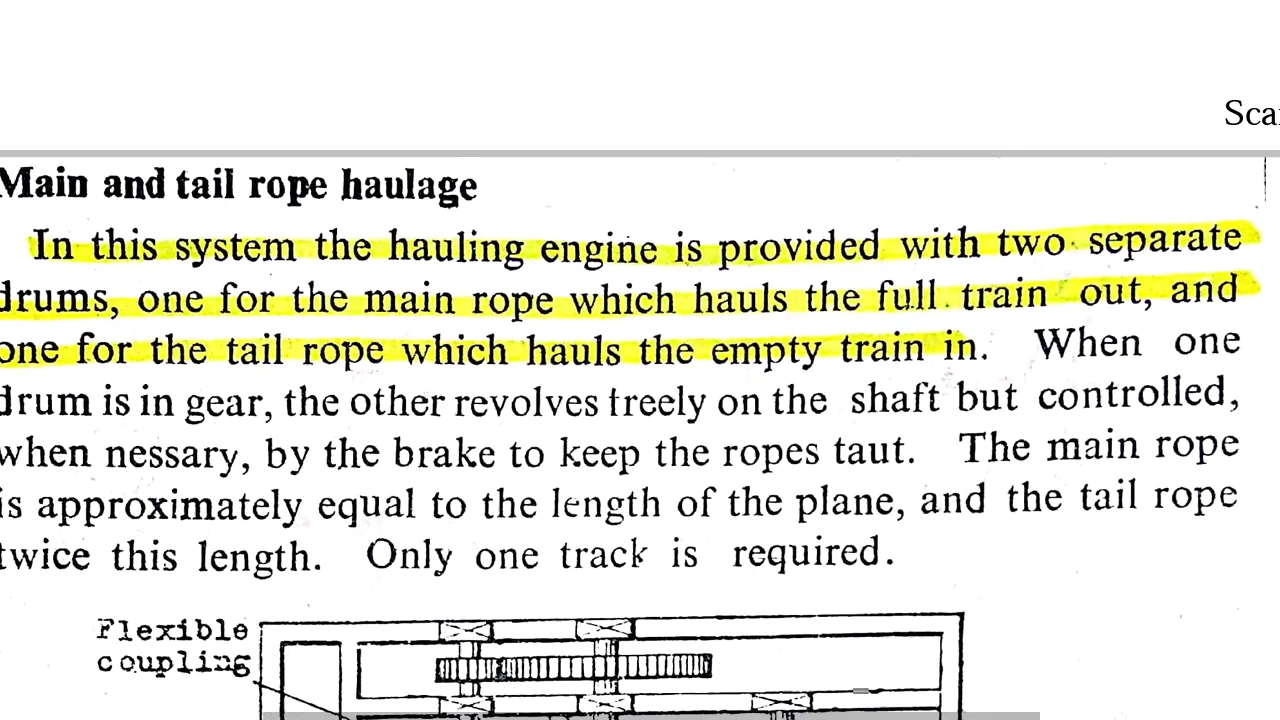 Sca
Main and tail rope haulage
In this system the hauling engine is provided with two separate
drums, one for the main rope which hauls the full train out, and
one for the tail rope which hauls the empty train in. When one
drum is in gear, the other revolves freely on the shaft but controlled,
when nessary, by the brake to keep the ropes taut. The main rope
is approximately equal to the length of the plane, and the tail rope
twice this length. Only one track is required.
Flexible
coupling